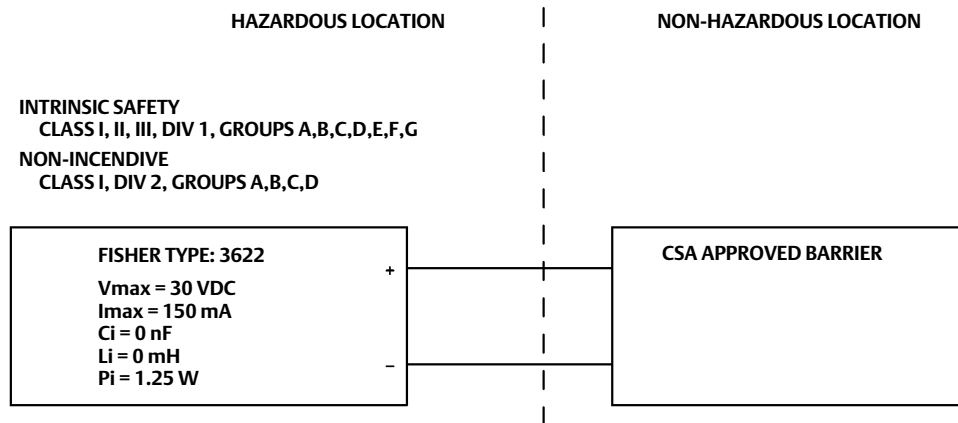 HAZARDOUS LOCATION
NON-HAZARDOUS LOCATION
INTRINSIC SAFETY
CLASS I, II, III, DIV 1, GROUPS A,B,C,D,E,F,G
NON-INCENDIVE
CLASS I, DIV 2, GROUPS A,B,C,D
FISHER TYPE: 3622
Vmax = 30 VDC
Imax = 150 mA
Ci = 0 nF
Li = 0 mH
Pi = 1.25 W
+
–
CSA APPROVED BARRIER